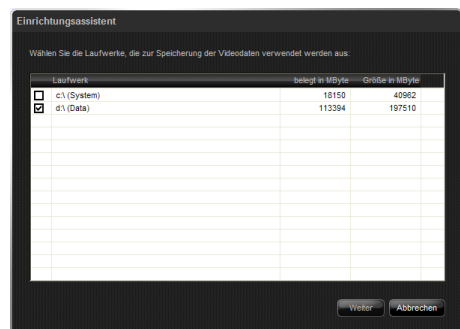 Einrichtungsassistent
Wählen Sie die Laufwerke, die zur Speicherung der Videodaten verwendet werden aus:
Laufwerk belegt in MByte Größe in MByte
c:\ (System) 18150 40962
d:\ (Data) 113394 197510
Weiter Abbrechen